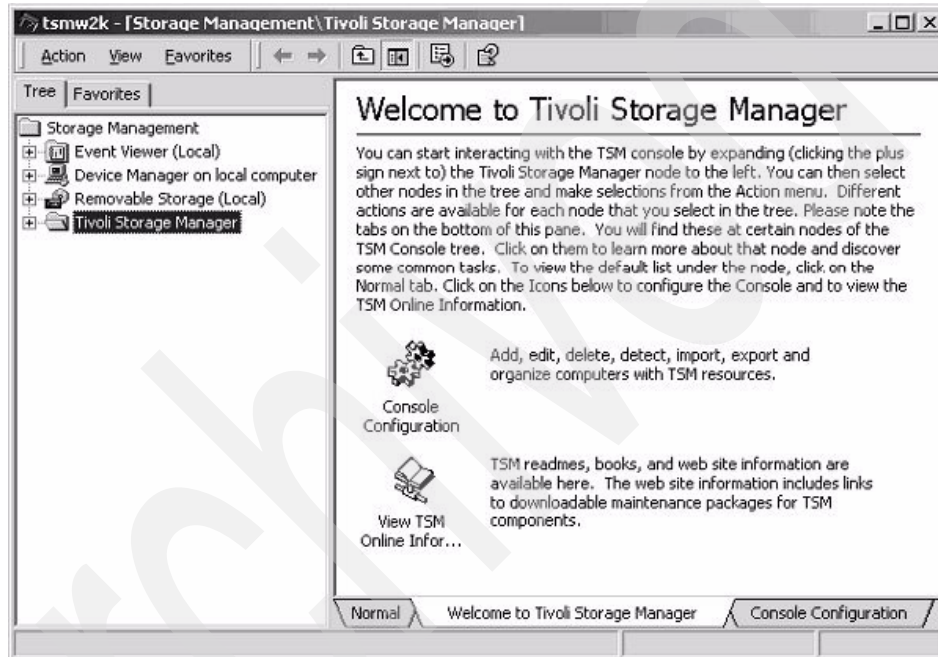 tsmw2k - [Storage Management\Tivoli Storage Manager]
Action View Favorites
Tree Favorites
Storage Management
Event Viewer (Local)
Device Manager on local computer
Removable Storage (Local)
Tivoli Storage Manager
Welcome to Tivoli Storage Manager
You can start interacting with the TSM console by expanding (clicking the plus
sign next to) the Tivoli Storage Manager node to the left. You can then select
other nodes in the tree and make selections from the Action menu. Different
actions are available for each node that you select in the tree. Please note the
tabs on the bottom of this pane. You will find these at certain nodes of the
TSM Console tree. Click on them to learn more about that node and discover
some common tasks. To view the default list under the node, click on the
Normal tab. Click on the Icons below to configure the Console and to view the
TSM Online Information.
Console
Configuration
Add, edit, delete, detect, import, export and
organize computers with TSM resources.
View TSM
Online Infor...
TSM readmes, books, and web site information are
available here. The web site information includes links
to downloadable maintenance packages for TSM
components.
Normal Welcome to Tivoli Storage Manager Console Configuration